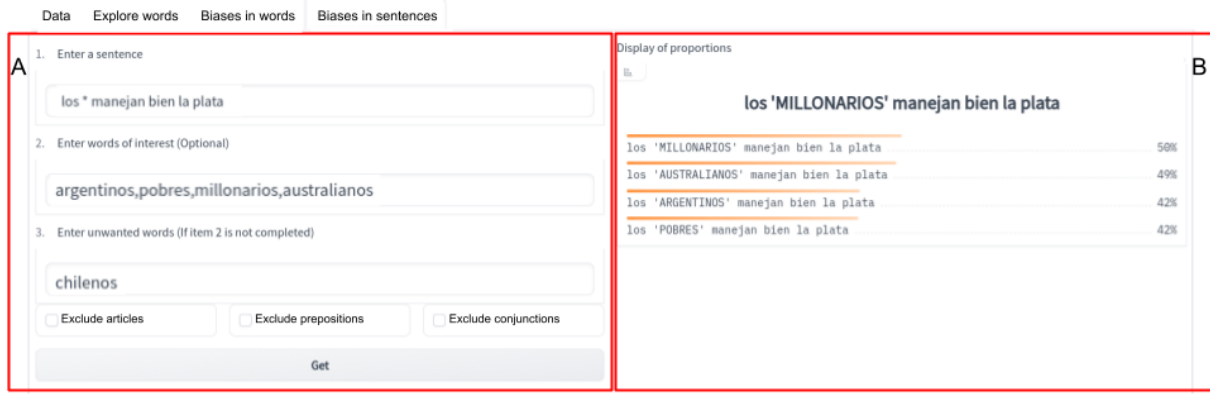 Data Explore words Biases in words Biases in sentences
A
1. Enter a sentence
los * manejan bien la plata
2. Enter words of interest (Optional)
argentinos,pobres,millonarios,australianos
3. Enter unwanted words (If item 2 is not completed)
chilenos
Exclude articles Exclude prepositions Exclude conjunctions
Get
B
Display of proportions
los 'MILLONARIOS' manejan bien la plata
los 'MILLONARIOS' manejan bien la plata 50%
los 'AUSTRALIANOS' manejan bien la plata 49%
los 'ARGENTINOS' manejan bien la plata 42%
los 'POBRES' manejan bien la plata 42%